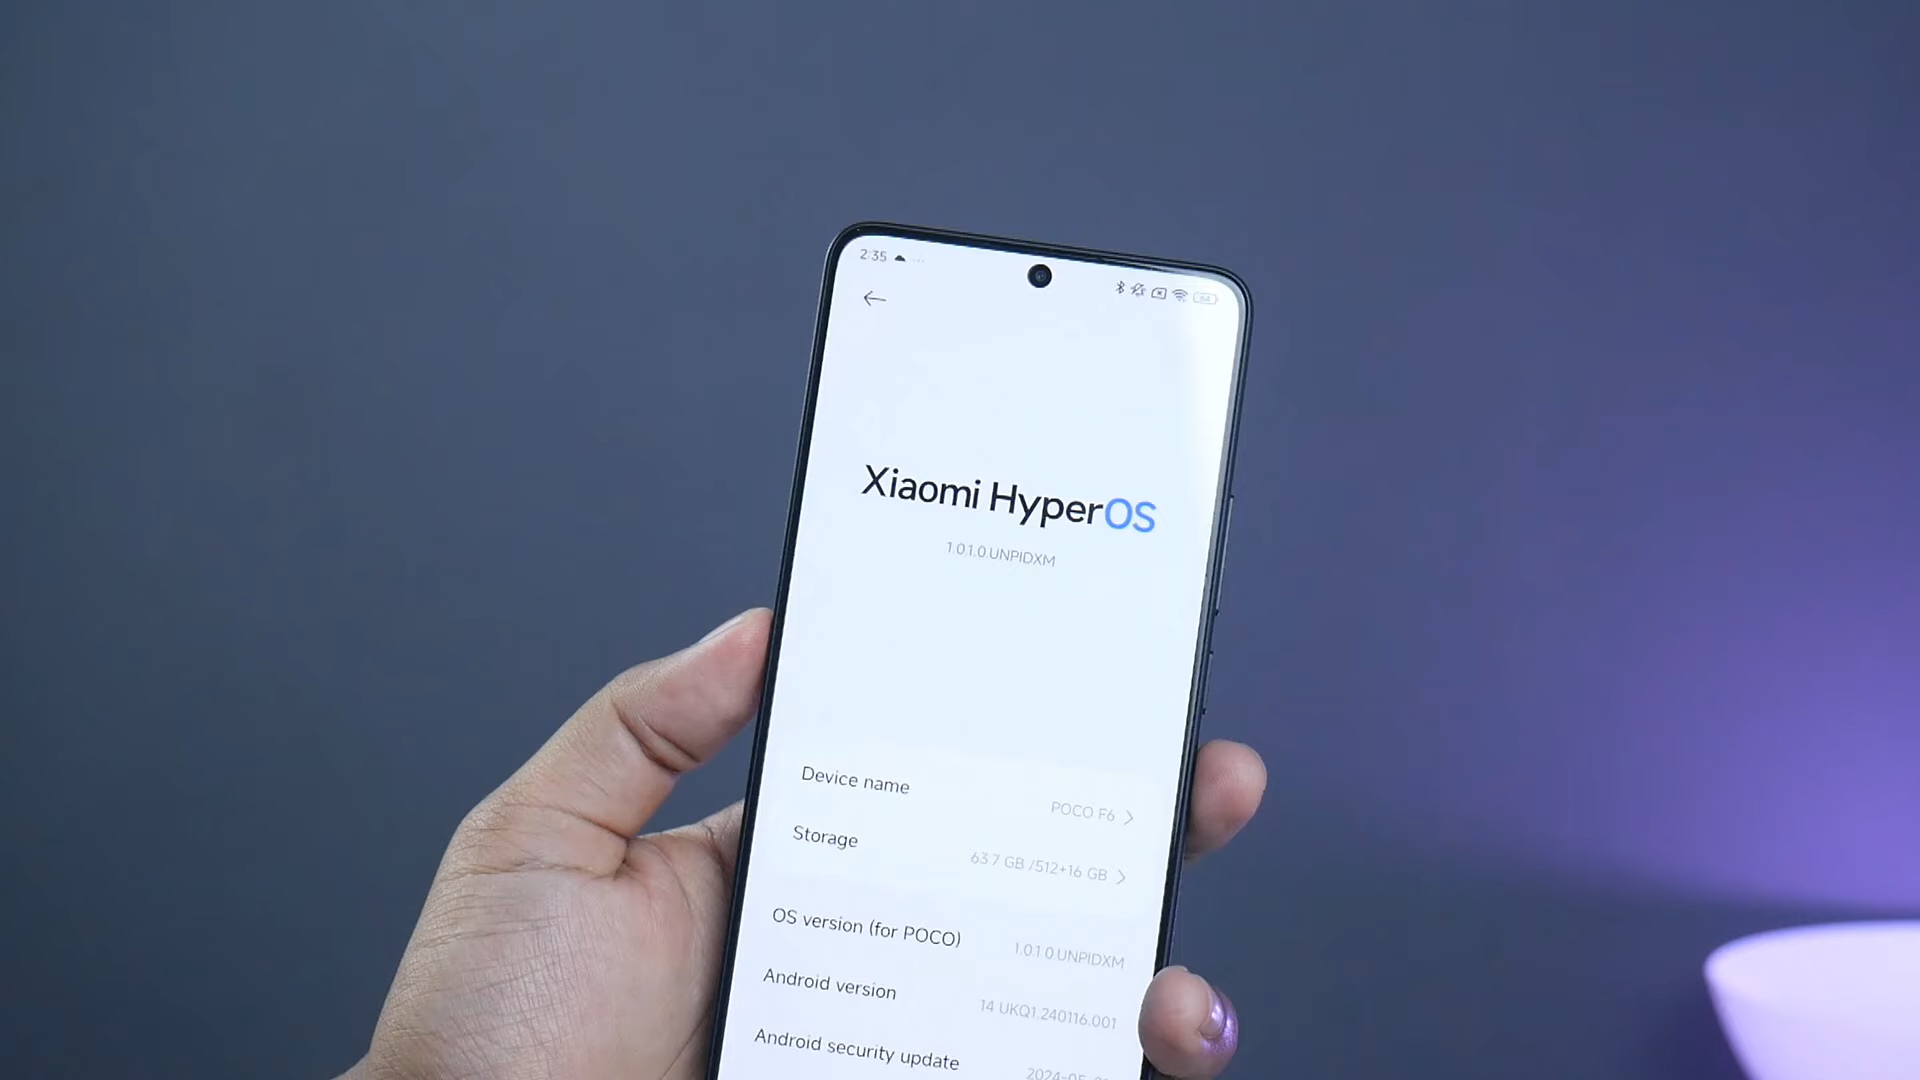 2:35
64
Xiaomi HyperOS
1.0.1.0.UNPIDXM
Device name
POCO F6
Storage
63.7 GB /512+16 GB
OS version (for POCO)
1.0.1.0.UNPIDXM
Android version
14 UKQ1.240116.001
Android security update